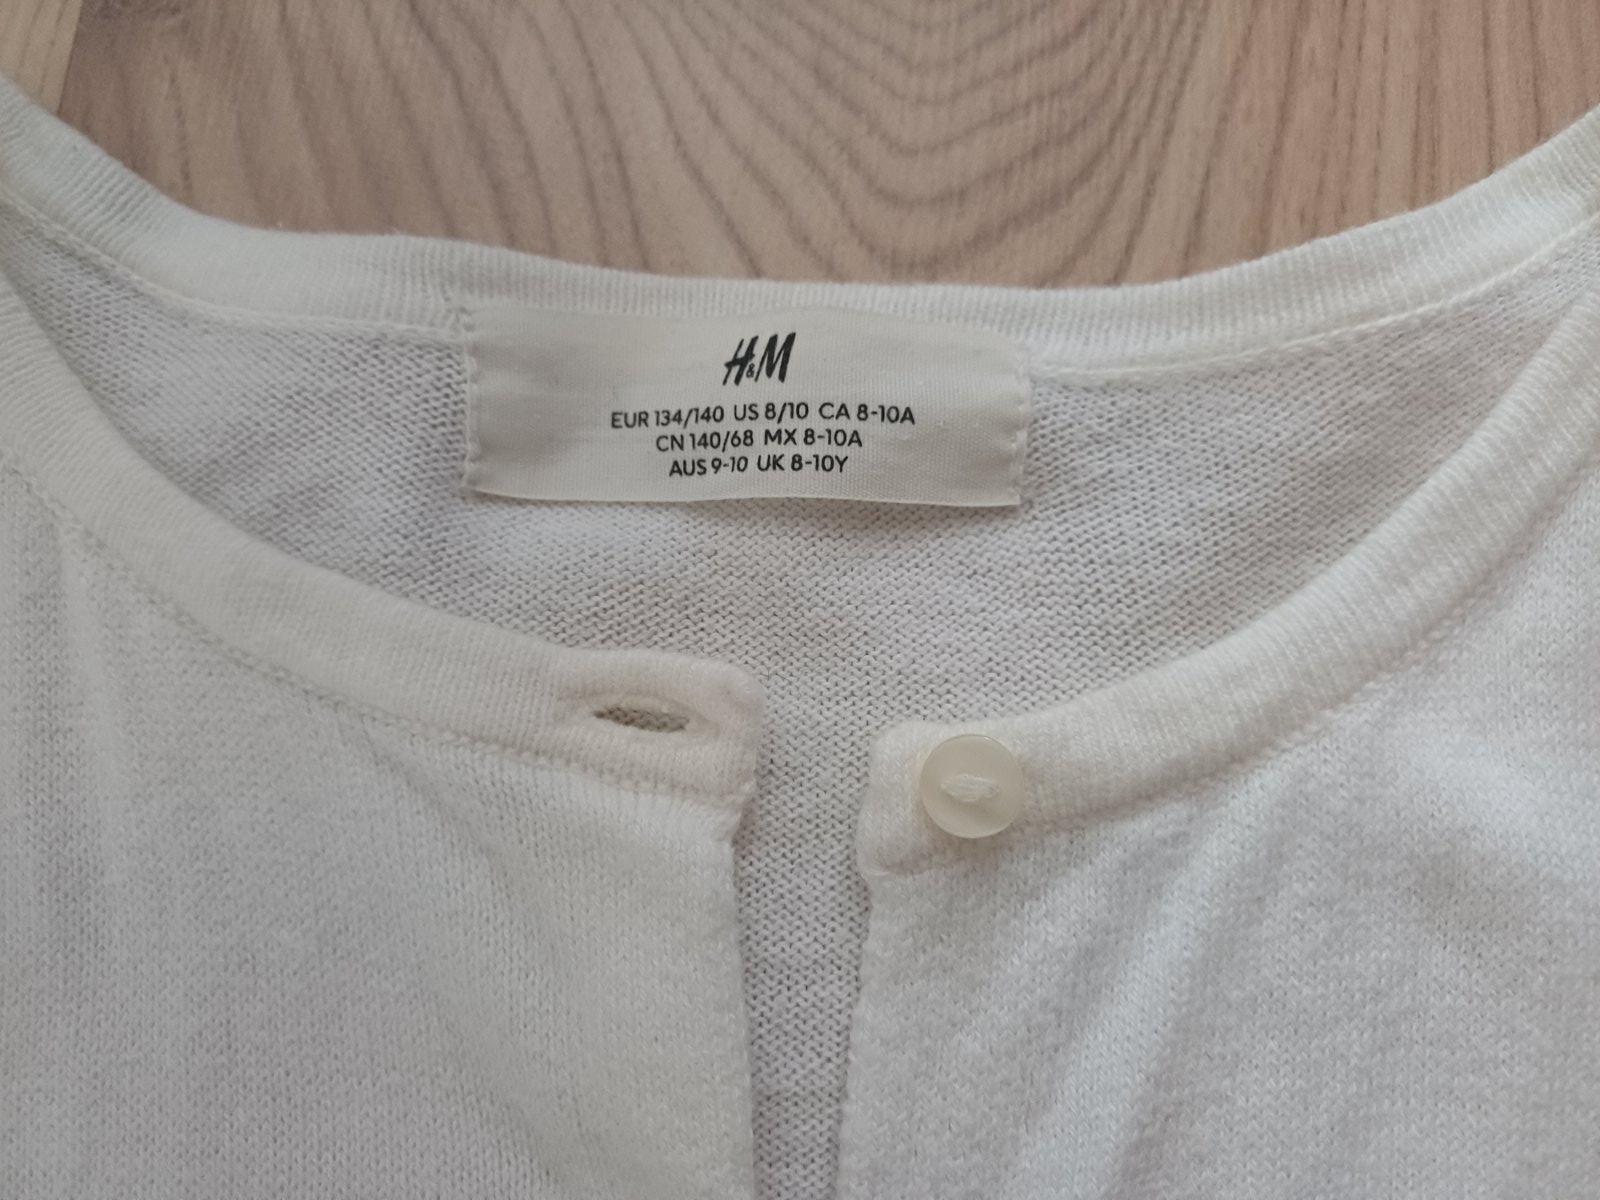 H&M
EUR 134/140 US 8/10 CA 8-10A
CN 140/68 MX 8-10A
AUS 9-10 UK 8-10Y